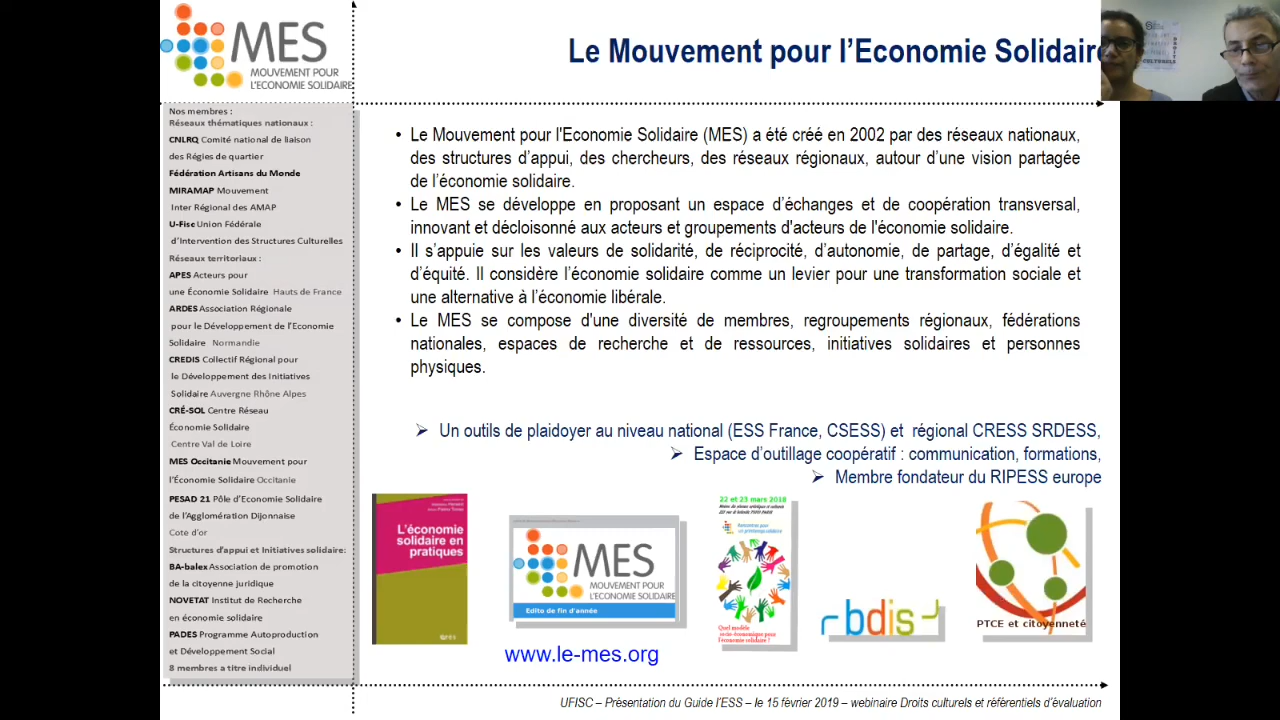 MES
MOUVEMENT POUR
L'ECONOMIE SOLIDAIRE
Le Mouvement pour l'Economie Solidaire
Nos membres :
Réseaux thématiques nationaux :
CNLRQ Comité national de liaison
des Régies de quartier
Fédération Artisans du Monde
MIRAMAP Mouvement
Inter Régional des AMAP
U-Fisc Union Fédérale
d'Intervention des Structures Culturelles
Réseaux territoriaux :
APES Acteurs pour
une Économie Solidaire Hauts de France
ARDES Association Régionale
pour le Développement de l'Economie
Solidaire Normandie
CREDIS Collectif Régional pour
le Développement des Initiatives
Solidaire Auvergne Rhône Alpes
CRÉ-SOL Centre Réseau
Économie Solidaire
Centre Val de Loire
MES Occitanie Mouvement pour
l'Économie Solidaire Occitanie
PESAD 21 Pôle d'Economie Solidaire
de l'Agglomération Dijonnaise
Cote d'or
Structures d'appui et Initiatives solidaire:
BA-balex Association de promotion
de la citoyenne juridique
NOVETAT Institut de Recherche
en économie solidaire
PADES Programme Autoproduction
et Développement Social
8 membres a titre individuel
• Le Mouvement pour l'Economie Solidaire (MES) a été créé en 2002 par des réseaux nationaux,
des structures d'appui, des chercheurs, des réseaux régionaux, autour d'une vision partagée
de l'économie solidaire.
• Le MES se développe en proposant un espace d'échanges et de coopération transversal,
innovant et décloisonné aux acteurs et groupements d'acteurs de l'économie solidaire.
• Il s'appuie sur les valeurs de solidarité, de réciprocité, d'autonomie, de partage, d'égalité et
d'équité. Il considère l'économie solidaire comme un levier pour une transformation sociale et
une alternative à l'économie libérale.
• Le MES se compose d'une diversité de membres, regroupements régionaux, fédérations
nationales, espaces de recherche et de ressources, initiatives solidaires et personnes
physiques.
➢ Un outils de plaidoyer au niveau national (ESS France, CSESS) et régional CRESS SRDESS,
➢ Espace d'outillage coopératif : communication, formations,
➢ Membre fondateur du RIPESS europe
L'économie
solidaire en
pratiques
MES
MOUVEMENT POUR
L'ECONOMIE SOLIDAIRE
Edito de fin d'année
22 et 23 mars 2018
Rencontres pour
un printemps solidaire
Quel modèle
socio-économique pour
l'économie solidaire ?
bdis
PTCE et citoyenneté
www.le-mes.org
UFISC – Présentation du Guide l'ESS – le 15 février 2019 – webinaire Droits culturels et référentiels d'évaluation